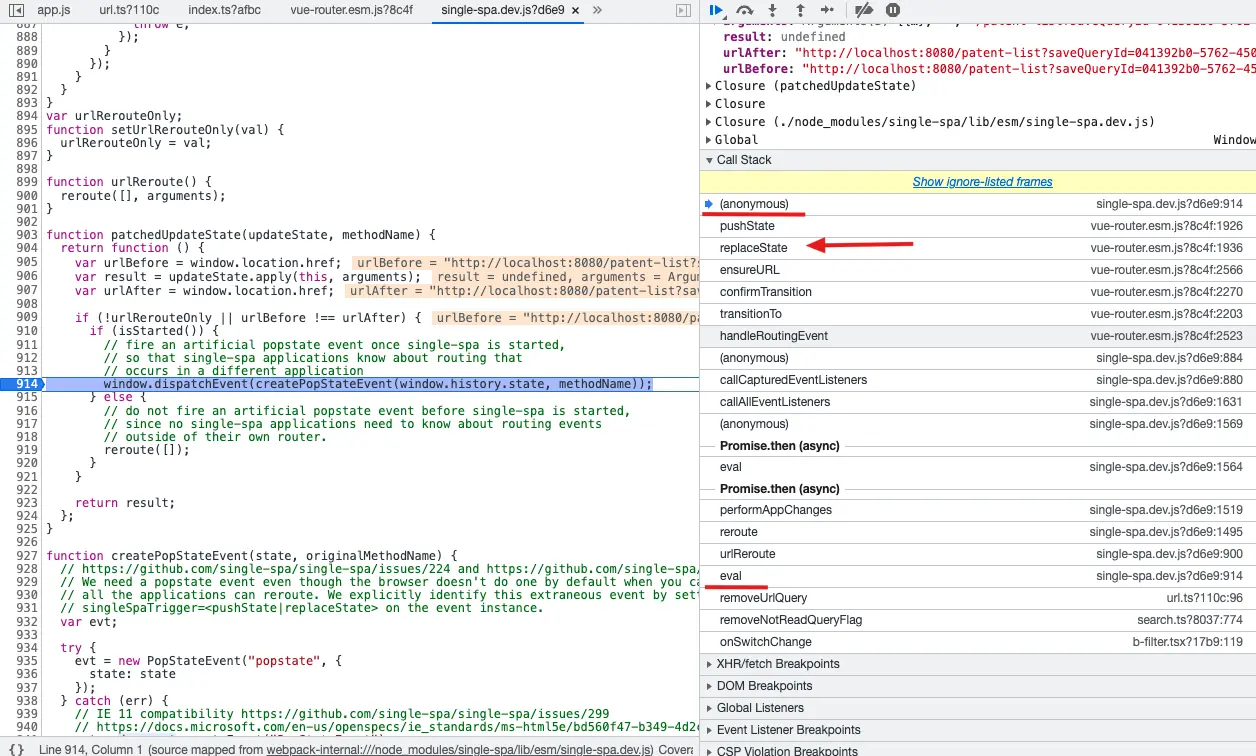 app.js url.ts?110c index.ts?afbc vue-router.esm.js?8c4f single-spa.dev.js?d6e9 × »
887 throw e;
888 });
889 }
890 });
891 }
892 }
893 }
894 var urlRerouteOnly;
895 function setUrlRerouteOnly(val) {
896 urlRerouteOnly = val;
897 }
898
899 function urlReroute() {
900 reroute([], arguments);
901 }
902
903 function patchedUpdateState(updateState, methodName) {
904 return function () {
905 var urlBefore = window.location.href; urlBefore = "http://localhost:8080/patent-list?s
906 var result = updateState.apply(this, arguments); result = undefined, arguments = Argu
907 var urlAfter = window.location.href; urlAfter = "http://localhost:8080/patent-list?sa
908
909 if (!urlRerouteOnly || urlBefore !== urlAfter) { urlBefore = "http://localhost:8080/pa
910 if (isStarted()) {
911 // fire an artificial popstate event once single-spa is started,
912 // so that single-spa applications know about routing that
913 // occurs in a different application
914 window.dispatchEvent(createPopStateEvent(window.history.state, methodName));
915 } else {
916 // do not fire an artificial popstate event before single-spa is started,
917 // since no single-spa applications need to know about routing events
918 // outside of their own router.
919 reroute([]);
920 }
921 }
922
923 return result;
924 };
925 }
926
927 function createPopStateEvent(state, originalMethodName) {
928 // https://github.com/single-spa/single-spa/issues/224 and https://github.com/single-spa/
929 // We need a popstate event even though the browser doesn't do one by default when you ca
930 // all the applications can reroute. We explicitly identify this extraneous event by set
931 // singleSpaTrigger=<pushState|replaceState> on the event instance.
932 var evt;
933
934 try {
935 evt = new PopStateEvent("popstate", {
936 state: state
937 });
938 } catch (err) {
939 // IE 11 compatibility https://github.com/single-spa/single-spa/issues/299
940 // https://docs.microsoft.com/en-us/openspecs/ie_standards/ms-html5e/bd560f47-b349-4d2c
{} Line 914, Column 1 (source mapped from webpack-internal:///node_modules/single-spa/lib/esm/single-spa.dev.js) Covera
result: undefined
urlAfter: "http://localhost:8080/patent-list?saveQueryId=041392b0-5762-450
urlBefore: "http://localhost:8080/patent-list?saveQueryId=041392b0-5762-45
Closure (patchedUpdateState)
Closure
Closure (./node_modules/single-spa/lib/esm/single-spa.dev.js)
Global Window
Call Stack
Show ignore-listed frames
(anonymous) single-spa.dev.js?d6e9:914
pushState vue-router.esm.js?8c4f:1926
replaceState vue-router.esm.js?8c4f:1936
ensureURL vue-router.esm.js?8c4f:2566
confirmTransition vue-router.esm.js?8c4f:2270
transitionTo vue-router.esm.js?8c4f:2203
handleRoutingEvent vue-router.esm.js?8c4f:2523
(anonymous) single-spa.dev.js?d6e9:884
callCapturedEventListeners single-spa.dev.js?d6e9:880
callAllEventListeners single-spa.dev.js?d6e9:1631
(anonymous) single-spa.dev.js?d6e9:1569
Promise.then (async)
eval single-spa.dev.js?d6e9:1564
Promise.then (async)
performAppChanges single-spa.dev.js?d6e9:1519
reroute single-spa.dev.js?d6e9:1495
urlReroute single-spa.dev.js?d6e9:900
eval single-spa.dev.js?d6e9:914
removeUrlQuery url.ts?110c:96
removeNotReadQueryFlag search.ts?8037:774
onSwitchChange b-filter.tsx?17b9:119
XHR/fetch Breakpoints
DOM Breakpoints
Global Listeners
Event Listener Breakpoints
CSP Violation Breakpoints